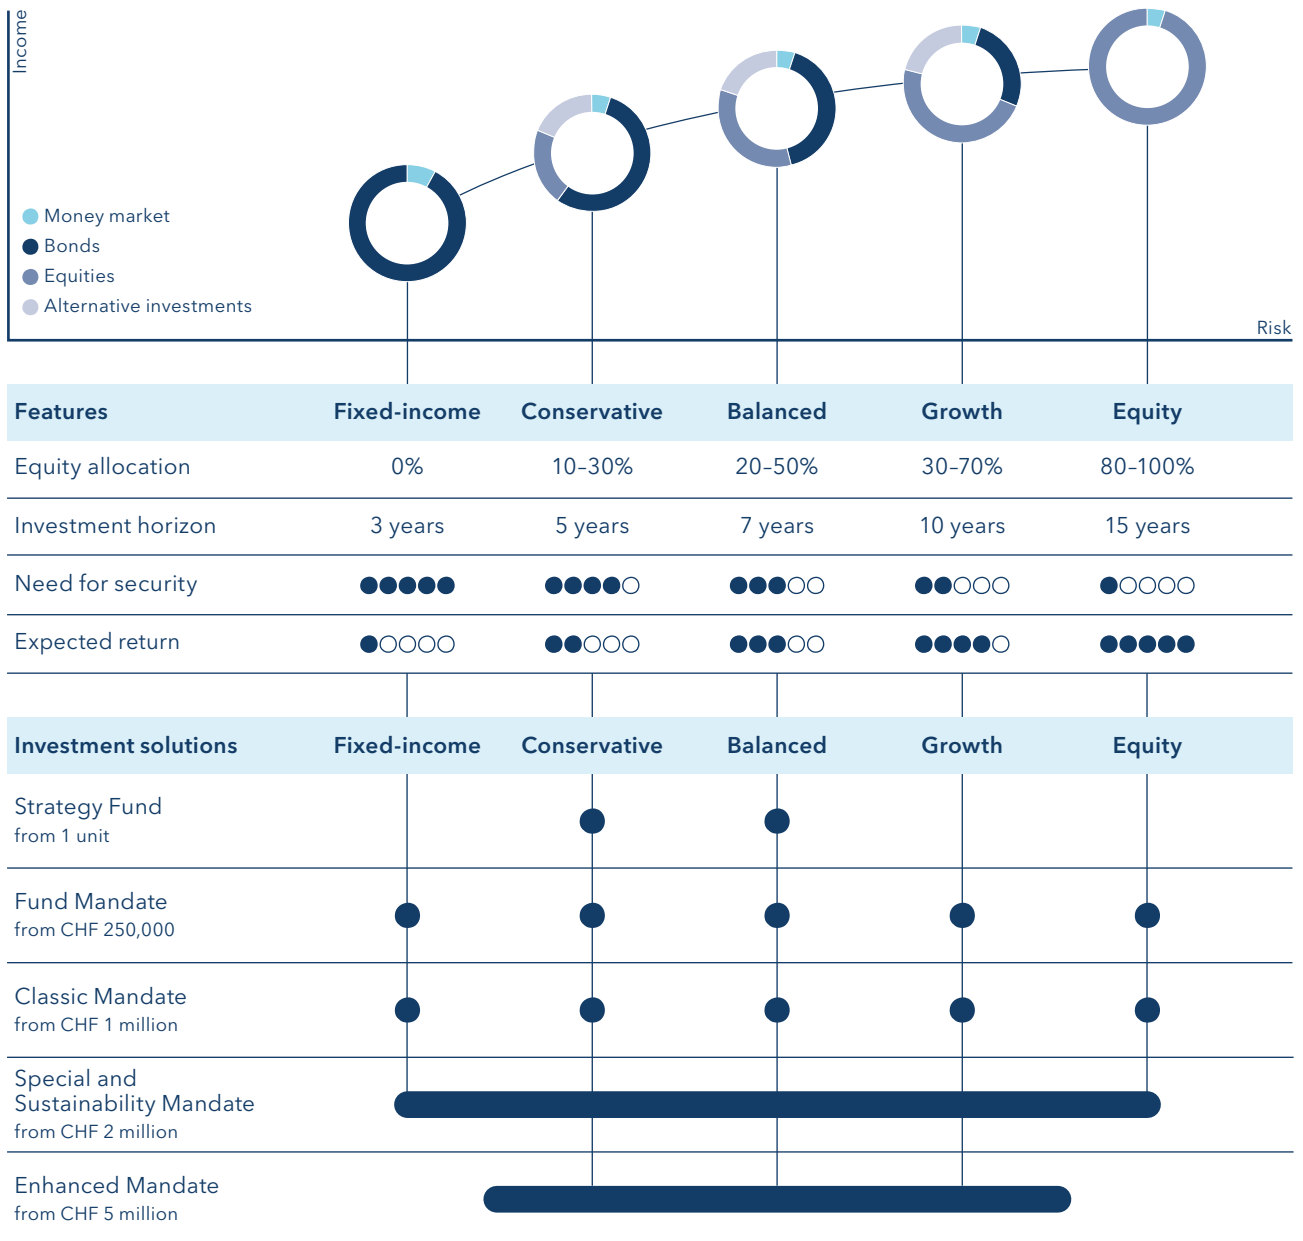 Income
Money market
Bonds
Equities
Alternative investments
Risk
Features Fixed-income Conservative Balanced Growth Equity
Equity allocation 0% 10–30% 20–50% 30–70% 80–100%
Investment horizon 3 years 5 years 7 years 10 years 15 years
Need for security
Expected return
Investment solutions Fixed-income Conservative Balanced Growth Equity
Strategy Fund
from 1 unit
Fund Mandate
from CHF 250,000
Classic Mandate
from CHF 1 million
Special and
Sustainability Mandate
from CHF 2 million
Enhanced Mandate
from CHF 5 million